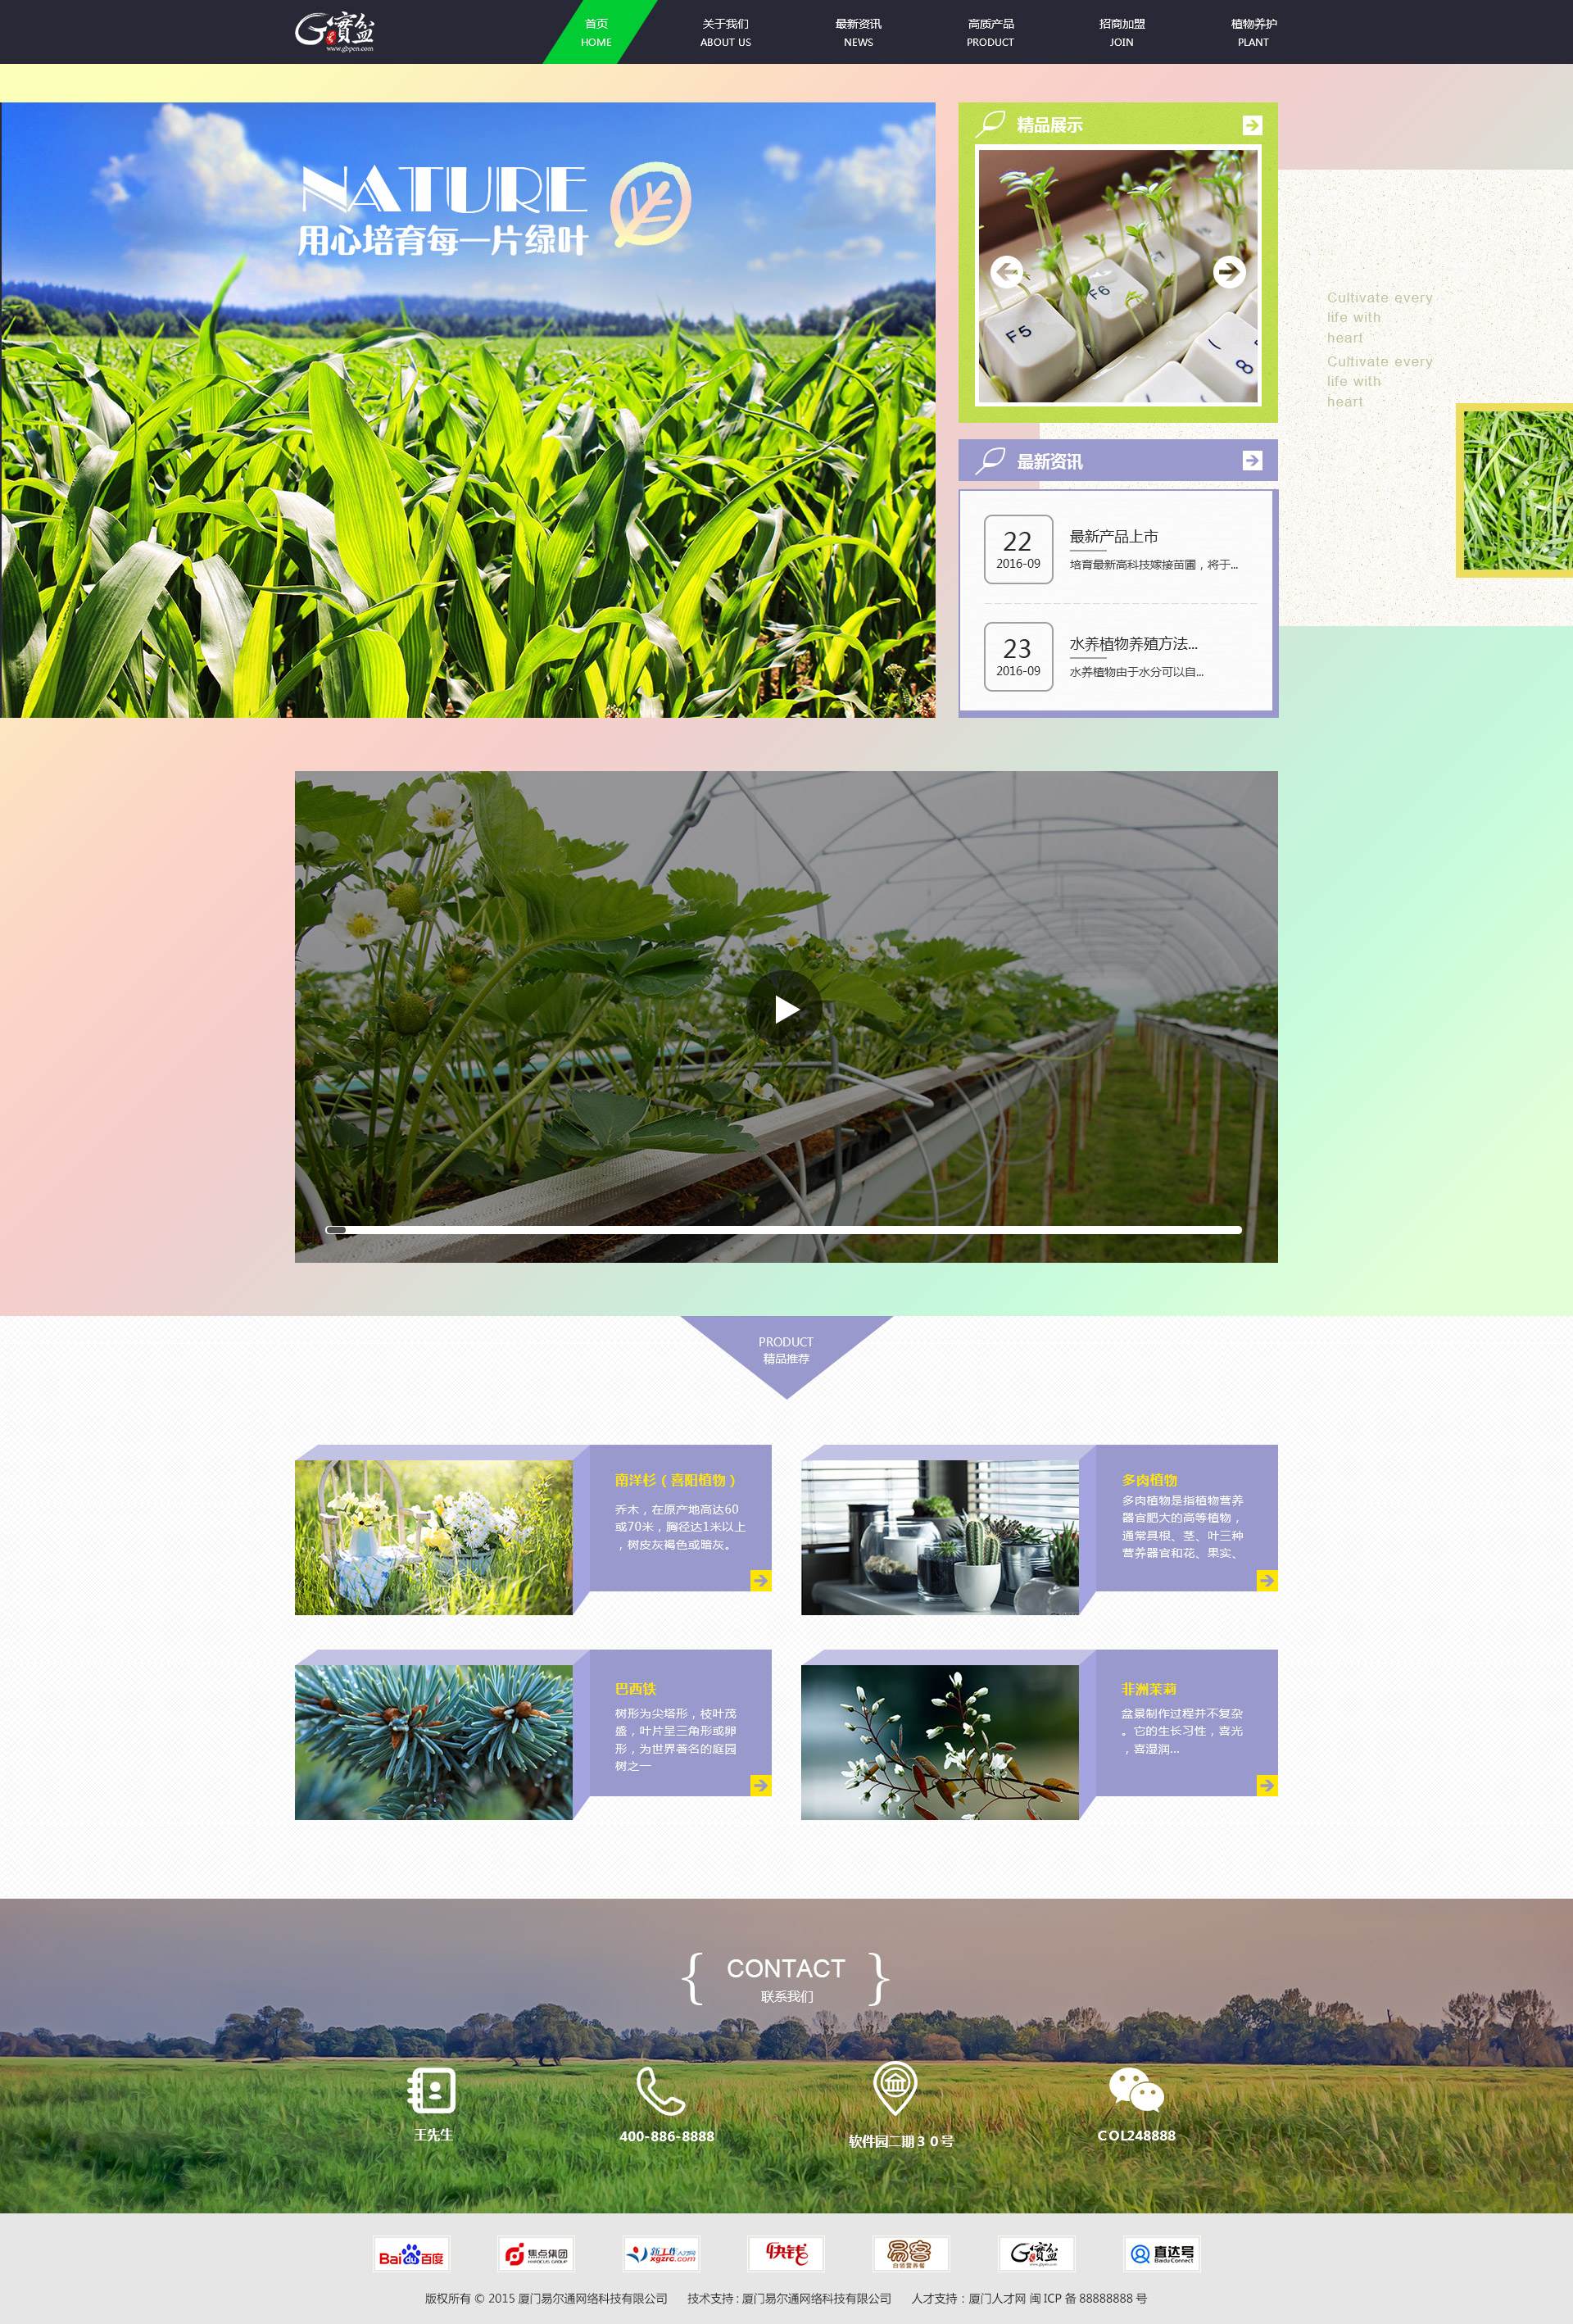 G寶盆
www.gbpen.com
首页
HOME
关于我们
ABOUT US
最新资讯
NEWS
高质产品
PRODUCT
招商加盟
JOIN
植物养护
PLANT
NATURE
用心培育每一片绿叶
精品展示
F5
F6
F7
8
Cultivate every
life with
heart
Cultivate every
life with
heart
最新资讯
22
2016-09
最新产品上市
培育最新高科技嫁接苗圃，将于...
23
2016-09
水养植物养殖方法...
水养植物由于水分可以自...
PRODUCT
精品推荐
南洋杉（喜阳植物）
乔木，在原产地高达60
或70米，胸径达1米以上
，树皮灰褐色或暗灰。
多肉植物
多肉植物是指植物营养
器官肥大的高等植物，
通常具根、茎、叶三种
营养器官和花、果实、
巴西铁
树形为尖塔形，枝叶茂
盛，叶片呈三角形或卵
形，为世界著名的庭园
树之一
非洲茉莉
盆景制作过程并不复杂
。它的生长习性，喜光
，喜湿润...
CONTACT
联系我们
王先生
400-886-8888
软件园二期３０号
COL248888
Bai du 百度
焦点集团
新工作人才网
xgzrc.com
快钱
易客
自销营养餐
G寶盆
直达号
Baidu Connect
版权所有 © 2015 厦门易尔通网络科技有限公司 技术支持 : 厦门易尔通网络科技有限公司 人才支持：厦门人才网 闽 ICP 备 88888888 号